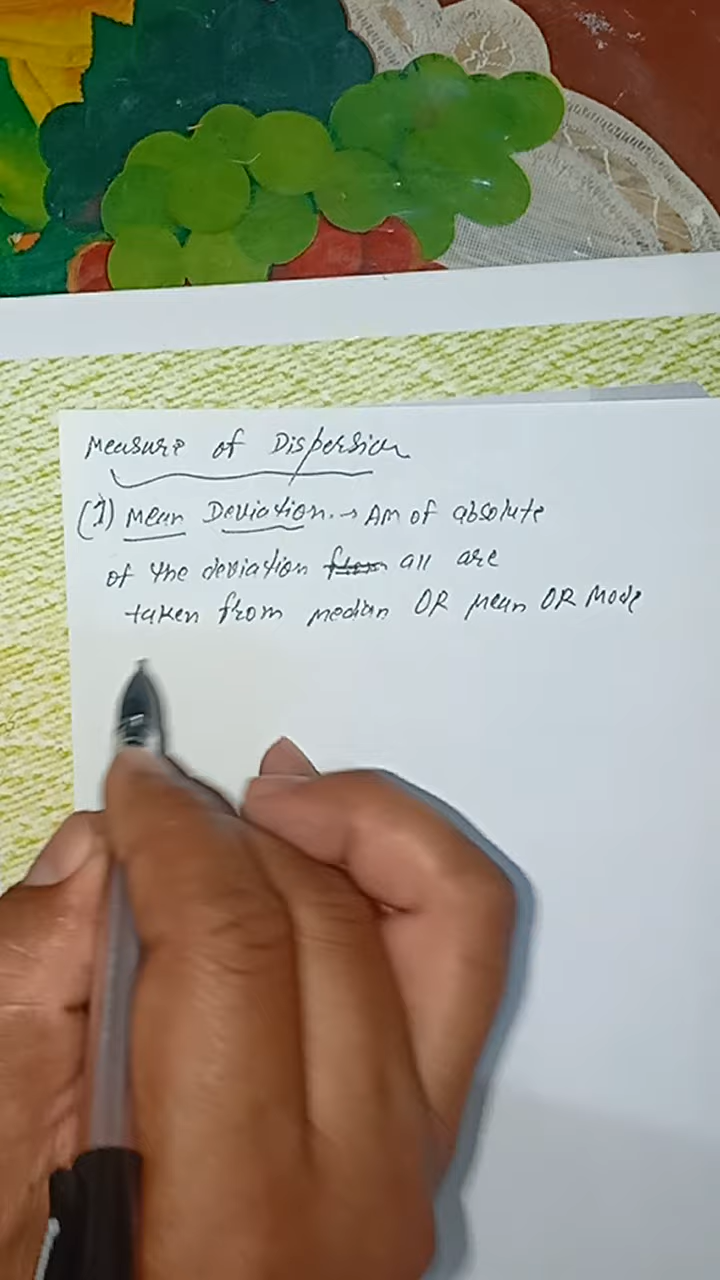 Measure of Dispersion
(1) Mean Deviation. → AM of absolute
of the deviation all are
taken from median OR Mean OR Mode